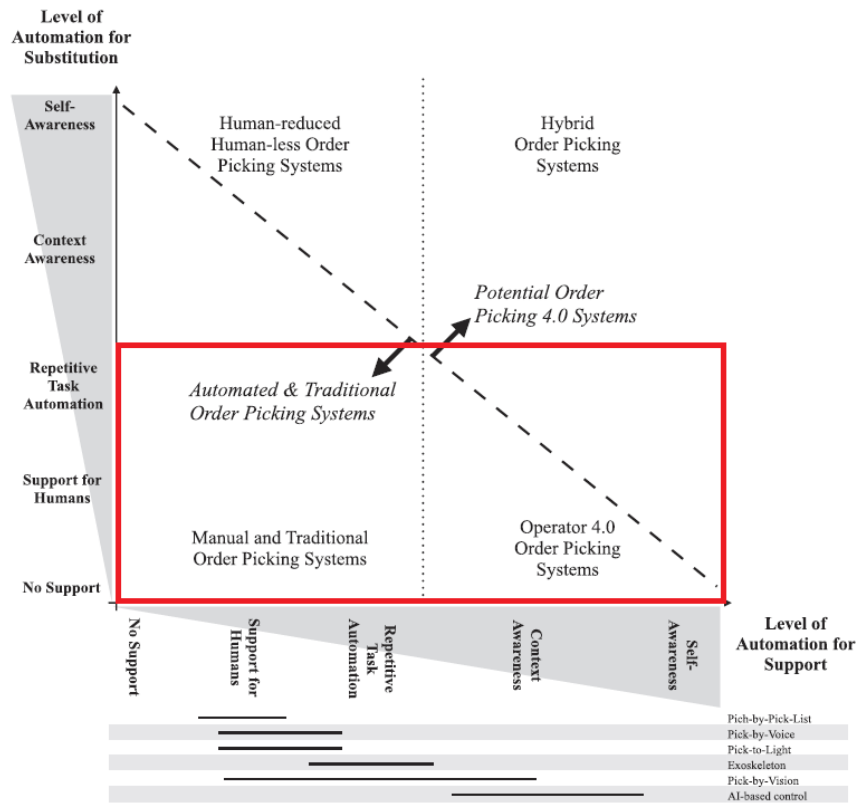 Level of
Automation for
Substitution
Self-
Awareness
Human-reduced
Human-less Order
Picking Systems
Hybrid
Order Picking
Systems
Context
Awareness
Potential Order
Picking 4.0 Systems
Repetitive
Task
Automation
Automated & Traditional
Order Picking Systems
Support for
Humans
Manual and Traditional
Order Picking Systems
Operator 4.0
Order Picking
Systems
No Support
No Support
Support for
Humans
Repetitive
Task
Automation
Context
Awareness
Self-
Awareness
Level of
Automation for
Support
Pich-by-Pick-List
Pick-by-Voice
Pick-to-Light
Exoskeleton
Pick-by-Vision
AI-based control